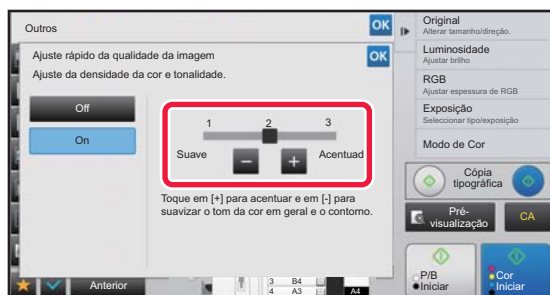 Outros
OK
Ajuste rápido da qualidade da imagem
OK
Ajuste da densidade da cor e tonalidade.
Off
On
1 2 3
Suave - + Acentuad
Toque em [+] para acentuar e em [-] para
suavizar o tom da cor em geral e o contorno.
Anterior
3 B4
4 A3
A4
Original
Alterar tamanho/direção.
Luminosidade
Ajustar brilho
RGB
Ajustar espessura de RGB
Exposição
Seleccionar tipo/exposição
Modo de Cor
Cópia
tipográfica
Pré-
visualização
CA
P/B
Iniciar
Cor
Iniciar